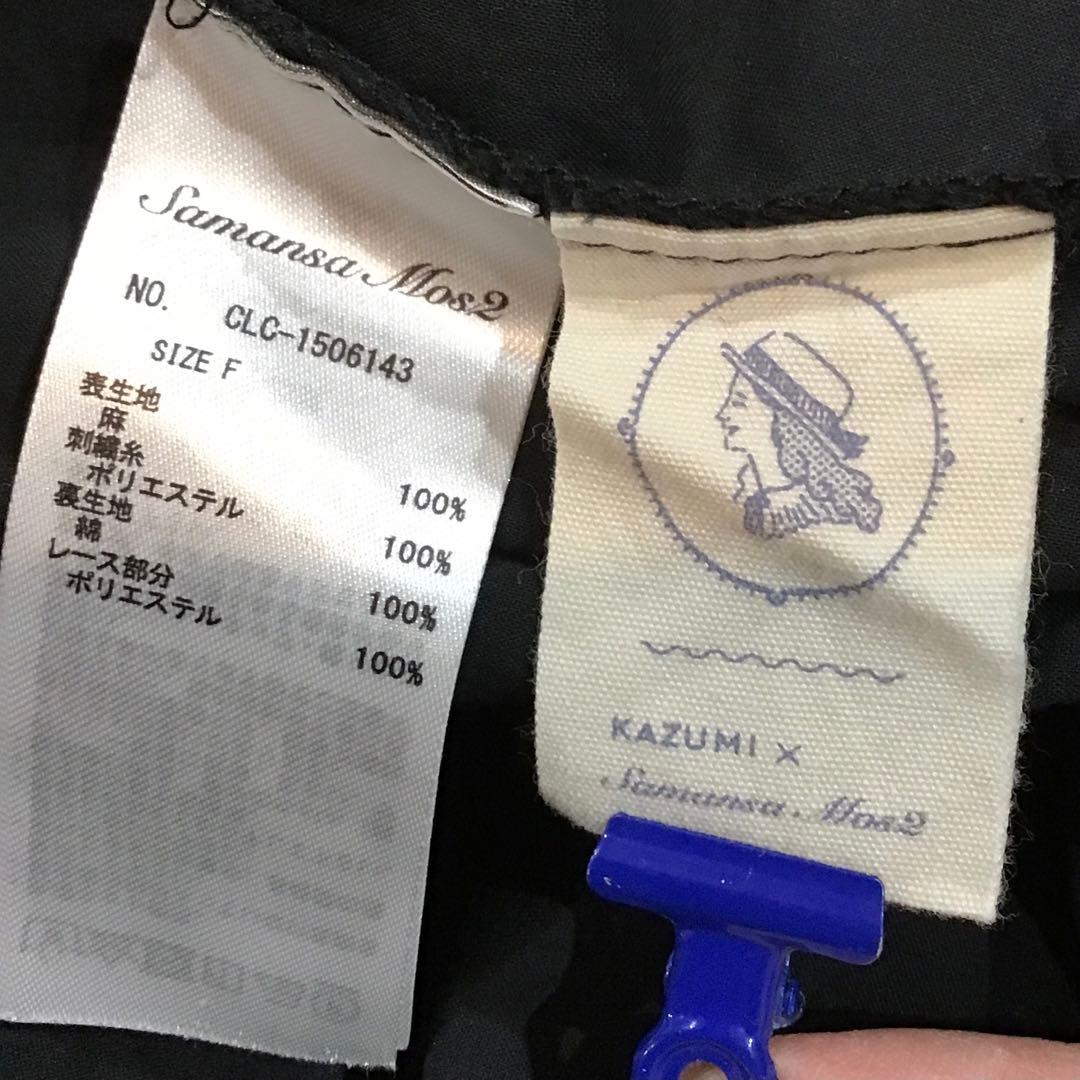 Samansa Mos2
NO. CLC-1506143
SIZE F
表生地
麻 100%
刺繍糸
ポリエステル 100%
裏生地
綿 100%
レース部分
ポリエステル 100%
KAZUMI ×
Samansa Mos2